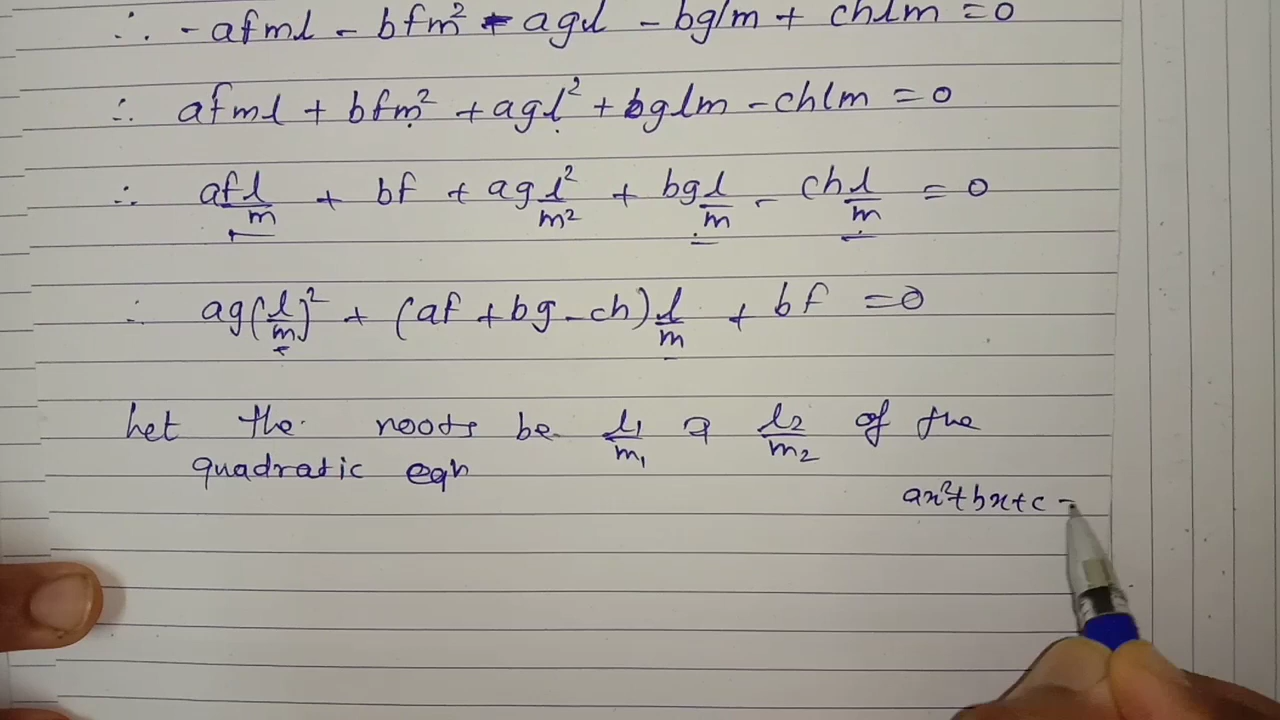 ∴ -afml - bfm² - agl - bglm + chlm = 0
∴ afml + bfm² + agl² + bglm - chlm = 0
∴ af l/m + bf + ag l²/m² + bg l/m - ch l/m = 0
∴ ag(l/m)² + (af + bg - ch) l/m + bf = 0
Let the roots be l₁/m₁ & l₂/m₂ of the
quadratic eqn
ax²+bx+c =